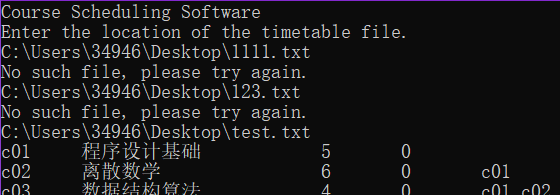 Course Scheduling Software
Enter the location of the timetable file.
C:\Users\34946\Desktop\1111.txt
No such file, please try again.
C:\Users\34946\Desktop\123.txt
No such file, please try again.
C:\Users\34946\Desktop\test.txt
c01 程序设计基础 5 0
c02 离散数学 6 0 c01
c03 数据结构算法 4 0 c01 c02